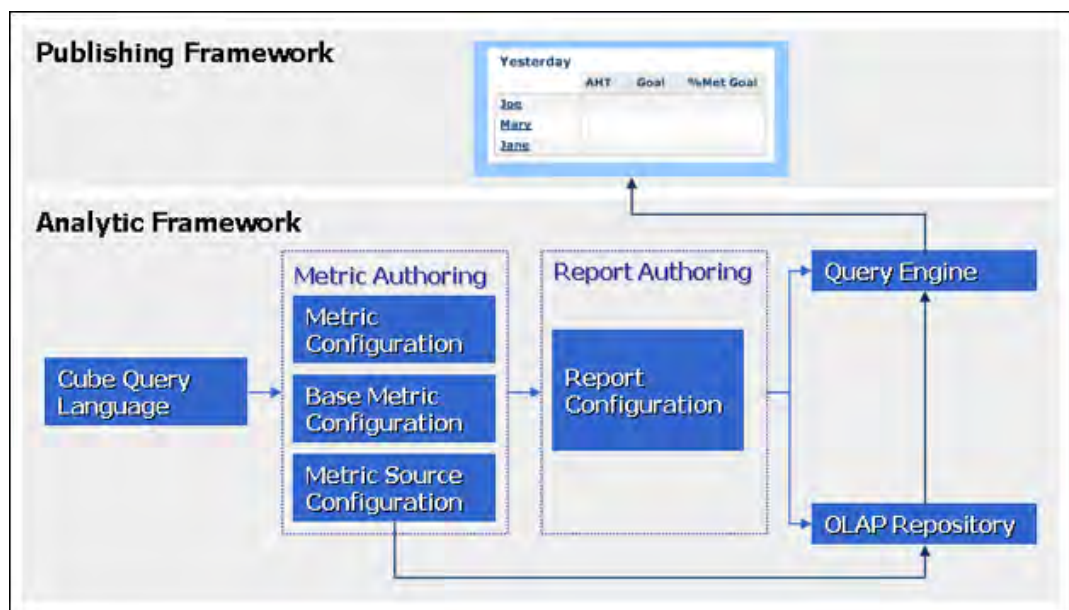 Publishing Framework
Yesterday
AHT Goal %Met Goal
Joe
Mary
Jane
Analytic Framework
Metric Authoring
Metric
Configuration
Base Metric
Configuration
Metric Source
Configuration
Cube Query
Language
Report Authoring
Report
Configuration
Query Engine
OLAP Repository